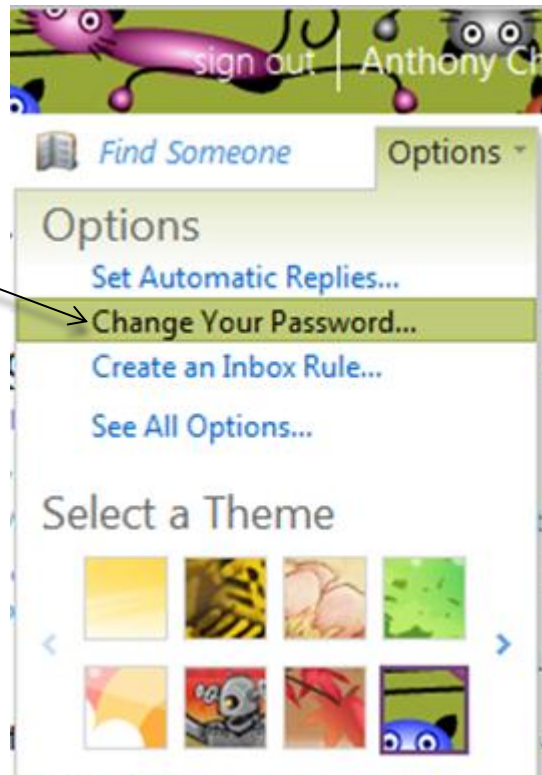 sign out | Anthony Ch
Find Someone
Options
Options
Set Automatic Replies...
Change Your Password...
Create an Inbox Rule...
See All Options...
Select a Theme